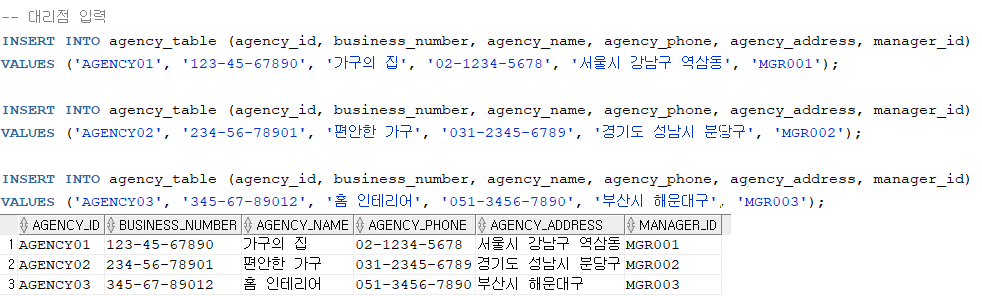 -- 대리점 입력
INSERT INTO agency_table (agency_id, business_number, agency_name, agency_phone, agency_address, manager_id)
VALUES ('AGENCY01', '123-45-67890', '가구의 집', '02-1234-5678', '서울시 강남구 역삼동', 'MGR001');
INSERT INTO agency_table (agency_id, business_number, agency_name, agency_phone, agency_address, manager_id)
VALUES ('AGENCY02', '234-56-78901', '편안한 가구', '031-2345-6789', '경기도 성남시 분당구', 'MGR002');
INSERT INTO agency_table (agency_id, business_number, agency_name, agency_phone, agency_address, manager_id)
VALUES ('AGENCY03', '345-67-89012', '홈 인테리어', '051-3456-7890', '부산시 해운대구', 'MGR003');
AGENCY_ID BUSINESS_NUMBER AGENCY_NAME AGENCY_PHONE AGENCY_ADDRESS MANAGER_ID
1 AGENCY01 123-45-67890 가구의 집 02-1234-5678 서울시 강남구 역삼동 MGR001
2 AGENCY02 234-56-78901 편안한 가구 031-2345-6789 경기도 성남시 분당구 MGR002
3 AGENCY03 345-67-89012 홈 인테리어 051-3456-7890 부산시 해운대구 MGR003